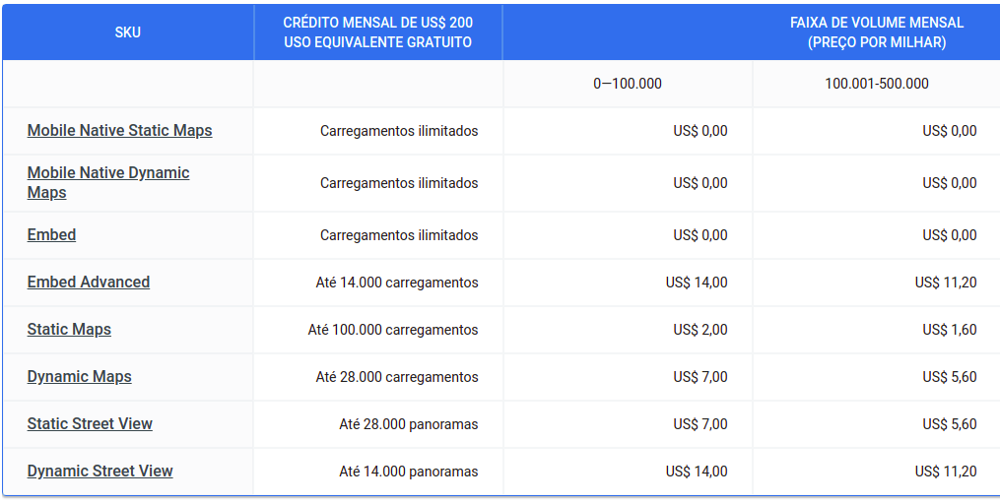 SKU
CRÉDITO MENSAL DE US$ 200
USO EQUIVALENTE GRATUITO
FAIXA DE VOLUME MENSAL
(PREÇO POR MILHAR)
0—100.000
100.001-500.000
Mobile Native Static Maps
Carregamentos ilimitados
US$ 0,00
US$ 0,00
Mobile Native Dynamic
Maps
Carregamentos ilimitados
US$ 0,00
US$ 0,00
Embed
Carregamentos ilimitados
US$ 0,00
US$ 0,00
Embed Advanced
Até 14.000 carregamentos
US$ 14,00
US$ 11,20
Static Maps
Até 100.000 carregamentos
US$ 2,00
US$ 1,60
Dynamic Maps
Até 28.000 carregamentos
US$ 7,00
US$ 5,60
Static Street View
Até 28.000 panoramas
US$ 7,00
US$ 5,60
Dynamic Street View
Até 14.000 panoramas
US$ 14,00
US$ 11,20